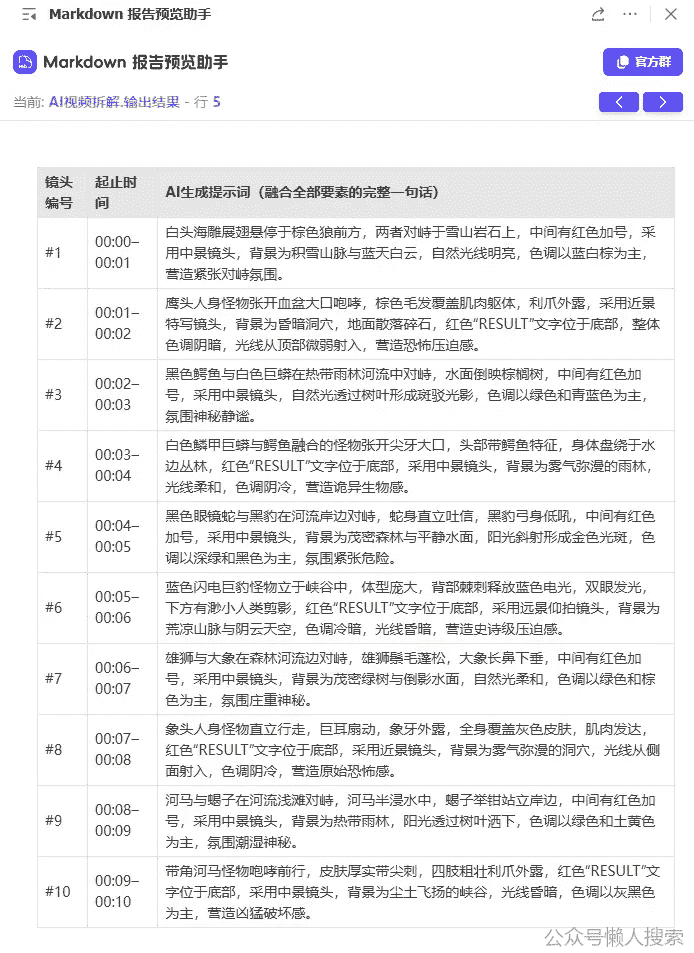 Markdown 报告预览助手
Markdown 报告预览助手
官方群
当前: AI视频拆解.输出结果 - 行 5
镜头编号 起止时间 AI生成提示词（融合全部要素的完整一句话）
#1 00:00–00:01
白头海雕展翅悬停于棕色狼前方，两者对峙于雪山岩石上，中间有红色加号，采
用中景镜头，背景为积雪山脉与蓝天白云，自然光线明亮，色调以蓝白棕为主，
营造紧张对峙氛围。
#2 00:01–00:02
鹰头人身怪物张开血盆大口咆哮，棕色毛发覆盖肌肉躯体，利爪外露，采用近景
特写镜头，背景为昏暗洞穴，地面散落碎石，红色“RESULT”文字位于底部，整体
色调阴暗，光线从顶部微弱射入，营造恐怖压迫感。
#3 00:02–00:03
黑色鳄鱼与白色巨蟒在热带雨林河流中对峙，水面倒映棕榈树，中间有红色加
号，采用中景镜头，自然光透过树叶形成斑驳光影，色调以绿色和青蓝色为主，
氛围神秘静谧。
#4 00:03–00:04
白色鳞甲巨蟒与鳄鱼融合的怪物张开尖牙大口，头部带鳄鱼特征，身体盘绕于水
边丛林，红色“RESULT”文字位于底部，采用中景镜头，背景为雾气弥漫的雨林，
光线柔和，色调阴冷，营造诡异生物感。
#5 00:04–00:05
黑色眼镜蛇与黑豹在河流岸边对峙，蛇身直立吐信，黑豹弓身低吼，中间有红色
加号，采用中景镜头，背景为茂密森林与平静水面，阳光斜射形成金色光斑，色
调以深绿和黑色为主，氛围紧张危险。
#6 00:05–00:06
蓝色闪电巨豹怪物立于峡谷中，体型庞大，背部棘刺释放蓝色电光，双眼发光，
下方有渺小人类剪影，红色“RESULT”文字位于底部，采用远景仰拍镜头，背景为
荒凉山脉与阴云天空，色调冷暗，光线昏暗，营造史诗级压迫感。
#7 00:06–00:07
雄狮与大象在森林河流边对峙，雄狮鬃毛蓬松，大象长鼻下垂，中间有红色加
号，采用中景镜头，背景为茂密绿树与倒影水面，自然光柔和，色调以绿色和棕
色为主，氛围庄重神秘。
#8 00:07–00:08
象头人身怪物直立行走，巨耳扇动，象牙外露，全身覆盖灰色皮肤，肌肉发达，
红色“RESULT”文字位于底部，采用近景镜头，背景为雾气弥漫的洞穴，光线从侧
面射入，色调阴冷，营造原始恐怖感。
#9 00:08–00:09
河马与蝎子在河流浅滩对峙，河马半浸水中，蝎子举钳站立岸边，中间有红色加
号，采用中景镜头，背景为热带雨林，阳光透过树叶洒下，色调以绿色和土黄色
为主，氛围潮湿神秘。
#10 00:09–00:10
带角河马怪物咆哮前行，皮肤厚实带尖刺，四肢粗壮利爪外露，红色“RESULT”文
字位于底部，采用中景镜头，背景为尘土飞扬的峡谷，光线昏暗，色调以灰黑色
为主，营造凶猛破坏感。
公众号懒人搜索